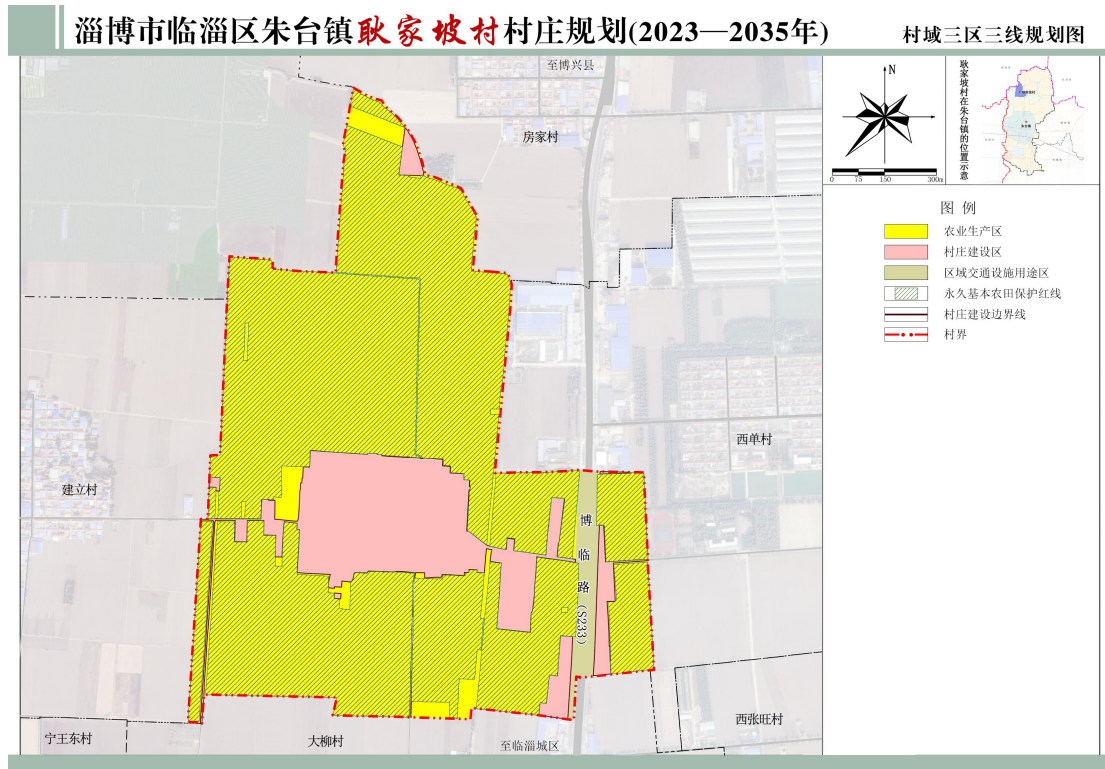 淄博市临淄区朱台镇耿家坡村村庄规划(2023—2035年)
村域三区三线规划图
至博兴县
房家村
西单村
建立村
博临路(S233)
宁王东村
大柳村
至临淄城区
西张旺村
N
0 75 150 300m
耿家坡村在朱台镇的位置示意
图例
农业生产区
村庄建设区
区域交通设施用途区
永久基本农田保护红线
村庄建设边界线
村界